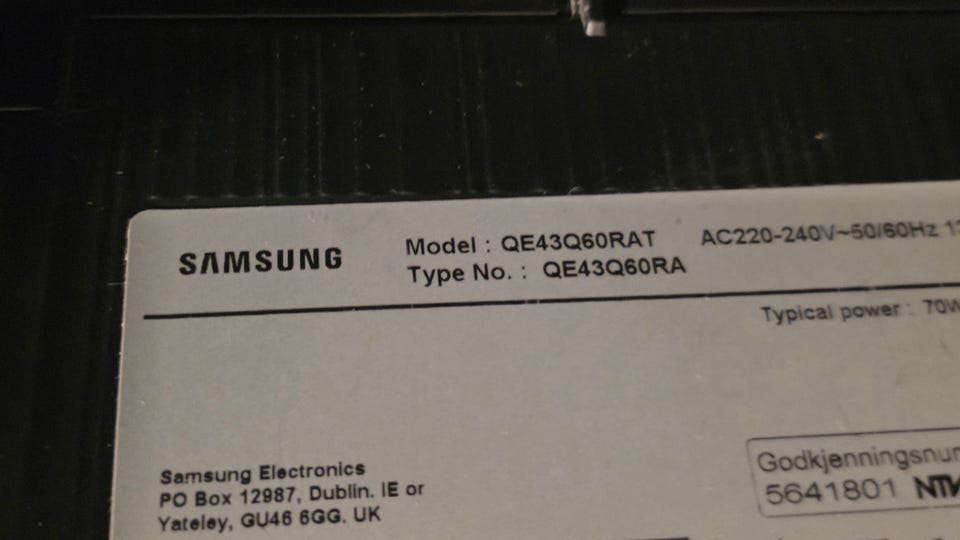 SAMSUNG
Model : QE43Q60RAT
Type No. : QE43Q60RA
AC220-240V~50/60Hz
Typical power : 70W
Samsung Electronics
PO Box 12987, Dublin. IE or
Yateley, GU46 6GG. UK
Godkjenningsnum
5641801